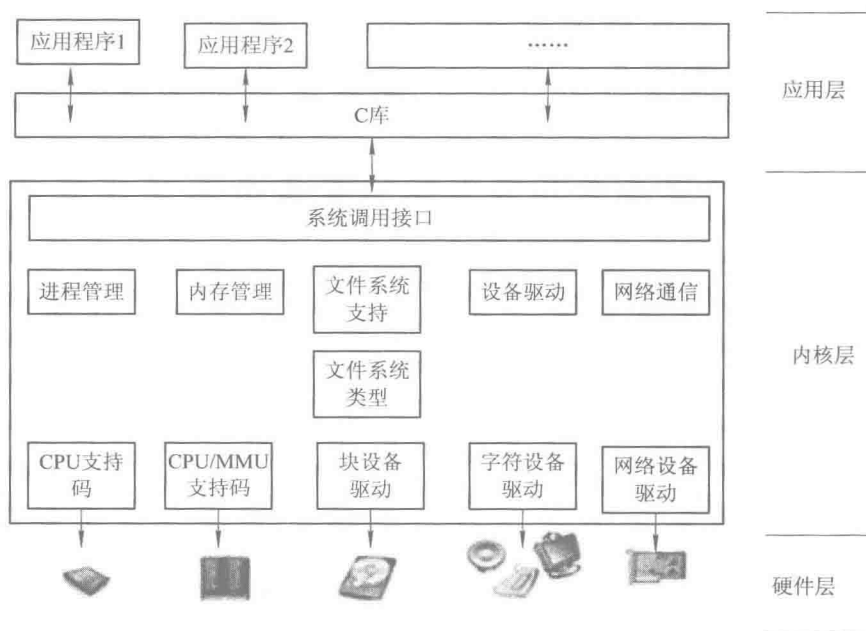 应用程序1
应用程序2
……
C库
应用层
系统调用接口
进程管理
内存管理
文件系统
支持
设备驱动
网络通信
文件系统
类型
内核层
CPU支持
码
CPU/MMU
支持码
块设备
驱动
字符设备
驱动
网络设备
驱动
硬件层